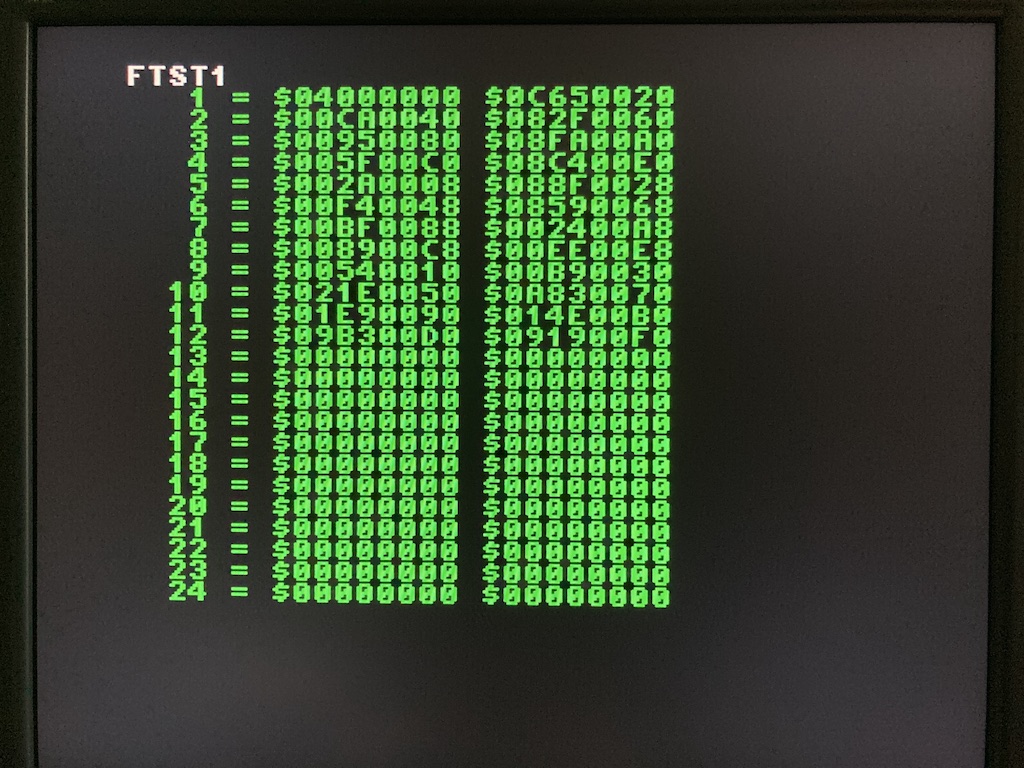 FTST1
1 = $04000000 $0C650020
2 = $00CA0040 $082F0060
3 = $00950080 $08FA00A0
4 = $005F00C0 $08C400E0
5 = $002A0008 $088F0028
6 = $00F40048 $08590068
7 = $00BF0088 $002400A8
8 = $008900C8 $00EE00E8
9 = $00540010 $00B90030
10 = $021E0050 $0A830070
11 = $01E90090 $014E00B0
12 = $09B300D0 $091900F0
13 = $00000000 $00000000
14 = $00000000 $00000000
15 = $00000000 $00000000
16 = $00000000 $00000000
17 = $00000000 $00000000
18 = $00000000 $00000000
19 = $00000000 $00000000
20 = $00000000 $00000000
21 = $00000000 $00000000
22 = $00000000 $00000000
23 = $00000000 $00000000
24 = $00000000 $00000000